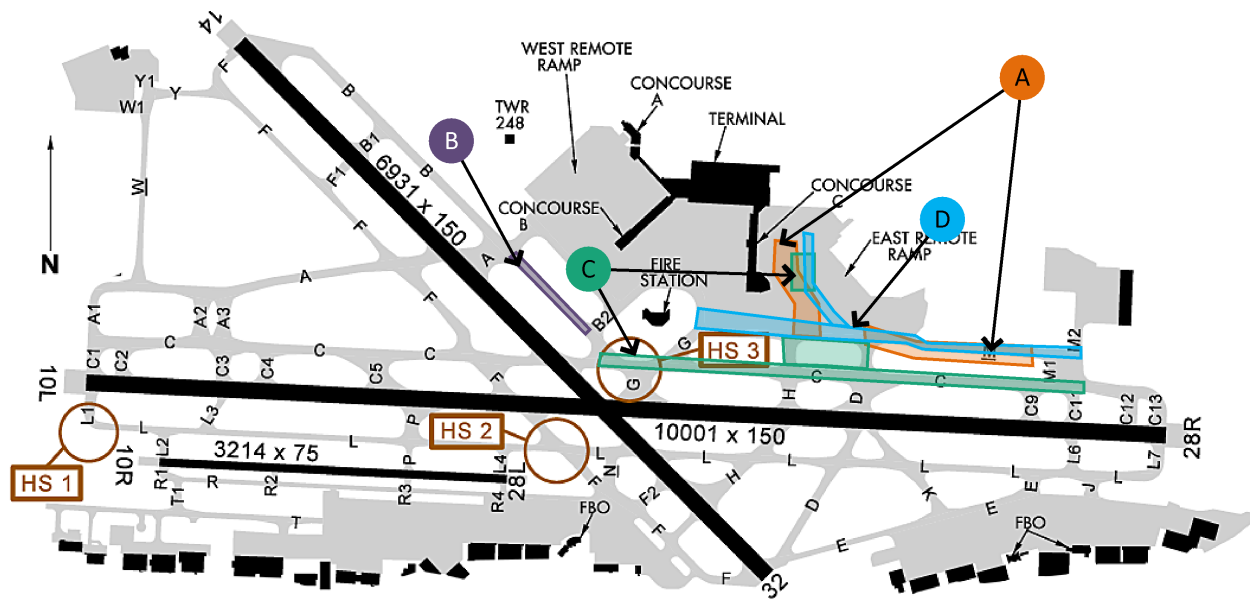 14
WEST REMOTE
RAMP
CONCOURSE
A
TWR
248
TERMINAL
A
B
C
D
CONCOURSE
C
CONCOURSE
B
EAST REMOTE
RAMP
FIRE
STATION
N
Y1
W1
Y
W
F
B
F
B1
F1
B
F
6931 x 150
A
A
F
B2
G
A1
A2
A3
C
C
C
C1
C2
C3
C4
C5
HS 3
G
H
C
D
C
M
M1
M2
C9
C11
C12
C13
10L
L1
L
L3
L
P
F
10001 x 150
28R
HS 1
HS 2
10R
L2
3214 x 75
P
L4
28L
L
N
L
H
L
L
L
L6
L7
L
R1
T1
R
R2
R3
R4
F
F2
F
D
K
E
E
J
E
T
FBO
FBO
F
32